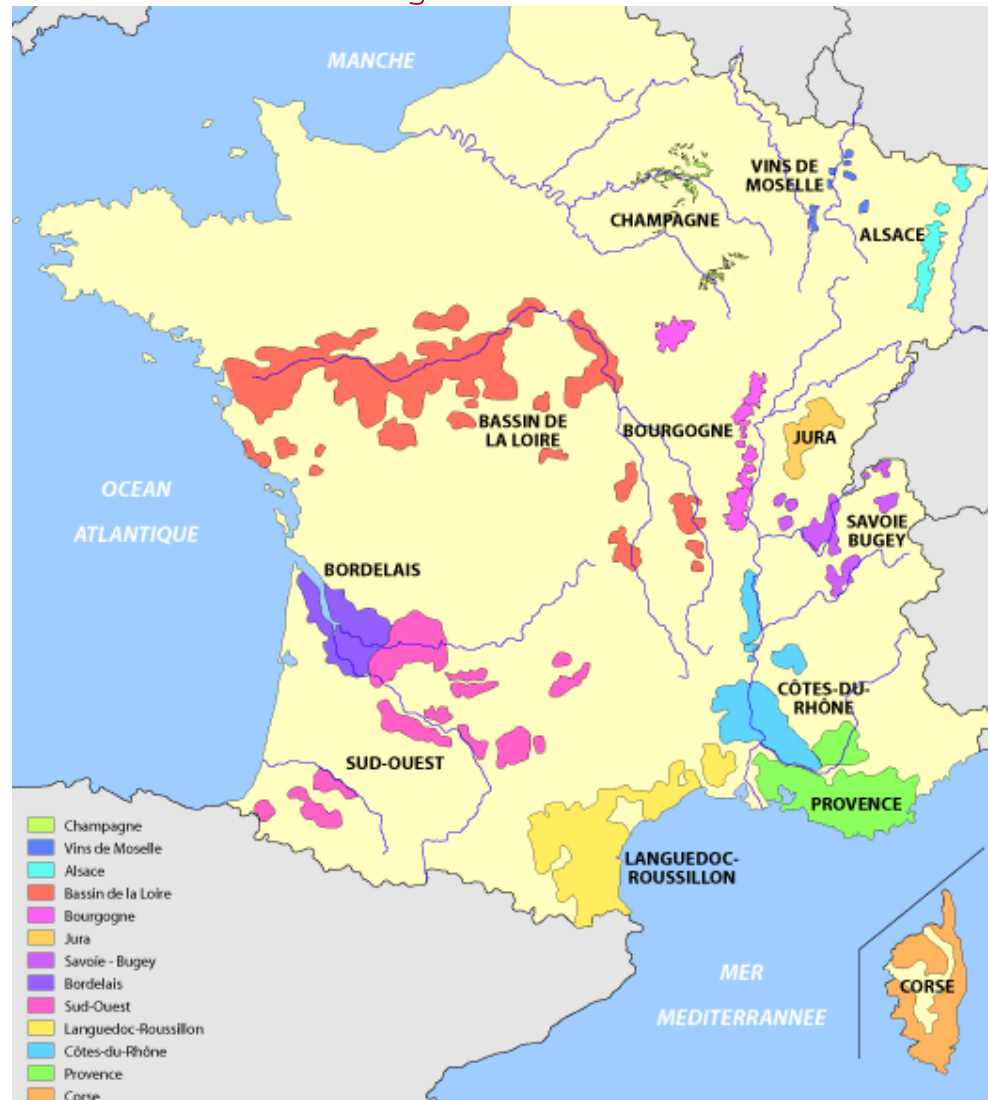 MANCHE
VINS DE
MOSELLE
CHAMPAGNE
ALSACE
BASSIN DE
LA LOIRE
BOURGOGNE
JURA
OCEAN
ATLANTIQUE
SAVOIE
BUGEY
BORDELAIS
CÔTES-DU-
RHÔNE
SUD-OUEST
PROVENCE
LANGUEDOC-
ROUSSILLON
MER
MEDITERRANNEE
CORSE
Champagne
Vins de Moselle
Alsace
Bassin de la Loire
Bourgogne
Jura
Savoie - Bugey
Bordelais
Sud-Ouest
Languedoc-Roussillon
Côtes-du-Rhône
Provence
Corse